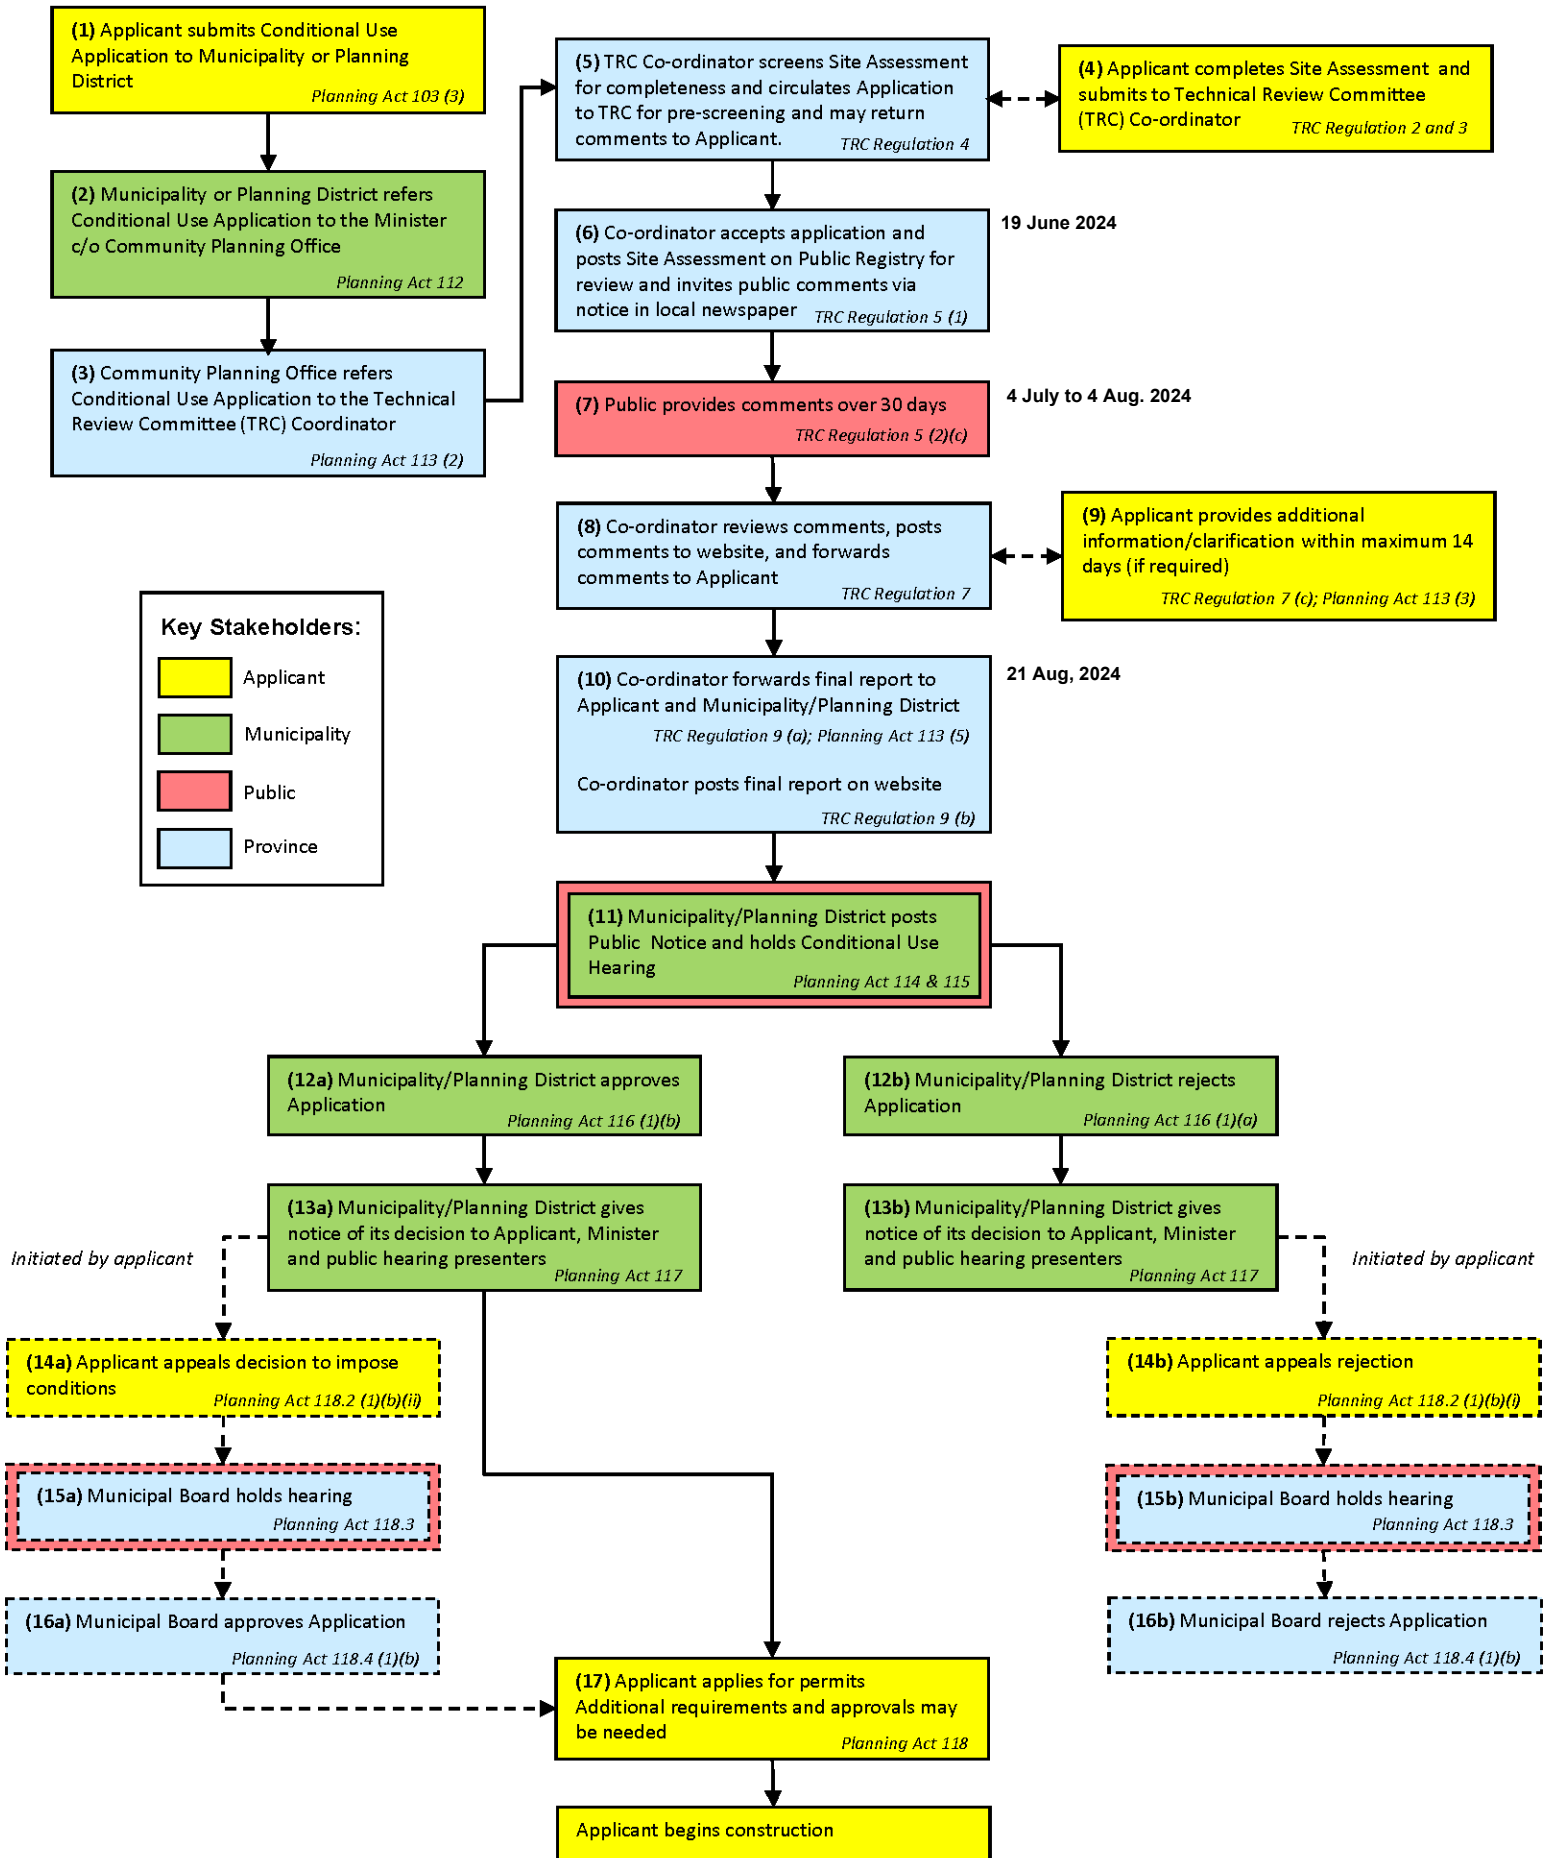 (1) Applicant submits Conditional Use
Application to Municipality or Planning
District
Planning Act 103 (3)
(2) Municipality or Planning District refers
Conditional Use Application to the Minister
c/o Community Planning Office
Planning Act 112
(3) Community Planning Office refers
Conditional Use Application to the Technical
Review Committee (TRC) Coordinator
Planning Act 113 (2)
(5) TRC Co-ordinator screens Site Assessment
for completeness and circulates Application
to TRC for pre-screening and may return
comments to Applicant.
TRC Regulation 4
(4) Applicant completes Site Assessment and
submits to Technical Review Committee
(TRC) Co-ordinator
TRC Regulation 2 and 3
(6) Co-ordinator accepts application and
posts Site Assessment on Public Registry for
review and invites public comments via
notice in local newspaper
TRC Regulation 5 (1)
19 June 2024
(7) Public provides comments over 30 days
TRC Regulation 5 (2)(c)
4 July to 4 Aug. 2024
(8) Co-ordinator reviews comments, posts
comments to website, and forwards
comments to Applicant
TRC Regulation 7
(9) Applicant provides additional
information/clarification within maximum 14
days (if required)
TRC Regulation 7 (c); Planning Act 113 (3)
Key Stakeholders:
Applicant
Municipality
Public
Province
(10) Co-ordinator forwards final report to
Applicant and Municipality/Planning District
TRC Regulation 9 (a); Planning Act 113 (5)
Co-ordinator posts final report on website
TRC Regulation 9 (b)
21 Aug, 2024
(11) Municipality/Planning District posts
Public Notice and holds Conditional Use
Hearing
Planning Act 114 & 115
(12a) Municipality/Planning District approves
Application
Planning Act 116 (1)(b)
(12b) Municipality/Planning District rejects
Application
Planning Act 116 (1)(a)
(13a) Municipality/Planning District gives
notice of its decision to Applicant, Minister
and public hearing presenters
Planning Act 117
(13b) Municipality/Planning District gives
notice of its decision to Applicant, Minister
and public hearing presenters
Planning Act 117
Initiated by applicant
Initiated by applicant
(14a) Applicant appeals decision to impose
conditions
Planning Act 118.2 (1)(b)(ii)
(14b) Applicant appeals rejection
Planning Act 118.2 (1)(b)(i)
(15a) Municipal Board holds hearing
Planning Act 118.3
(15b) Municipal Board holds hearing
Planning Act 118.3
(16a) Municipal Board approves Application
Planning Act 118.4 (1)(b)
(16b) Municipal Board rejects Application
Planning Act 118.4 (1)(b)
(17) Applicant applies for permits
Additional requirements and approvals may
be needed
Planning Act 118
Applicant begins construction